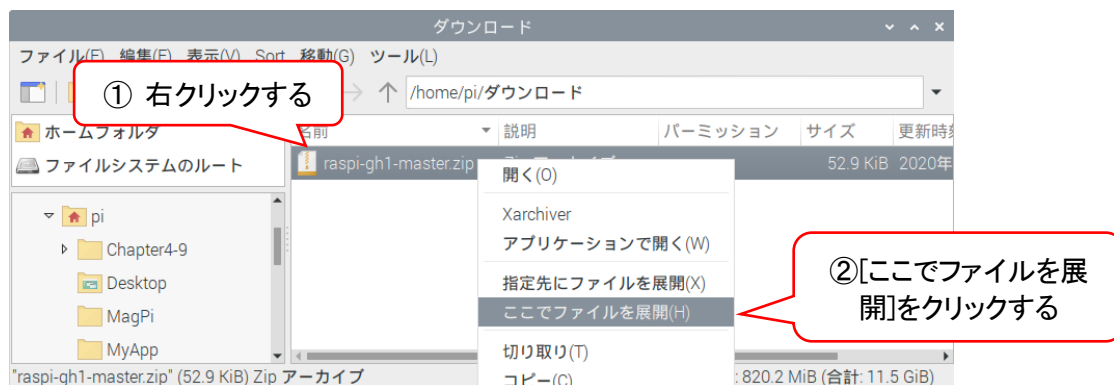 ダウンロード
ファイル(F) 編集(E) 表示(V) Sort 移動(G) ツール(L)
① 右クリックする
/home/pi/ダウンロード
ホームフォルダ
ファイルシステムのルート
名前 説明 パーミッション サイズ 更新時刻
raspi-gh1-master.zip 52.9 KiB 2020年
pi
Chapter4-9
Desktop
MagPi
MyApp
開く(O)
Xarchiver
アプリケーションで開く(W)
指定先にファイルを展開(X)
ここでファイルを展開(H)
切り取り(T)
コピー(C)
②[ここでファイルを展
開]をクリックする
"raspi-gh1-master.zip" (52.9 KiB) Zip アーカイブ
: 820.2 MiB (合計: 11.5 GiB)